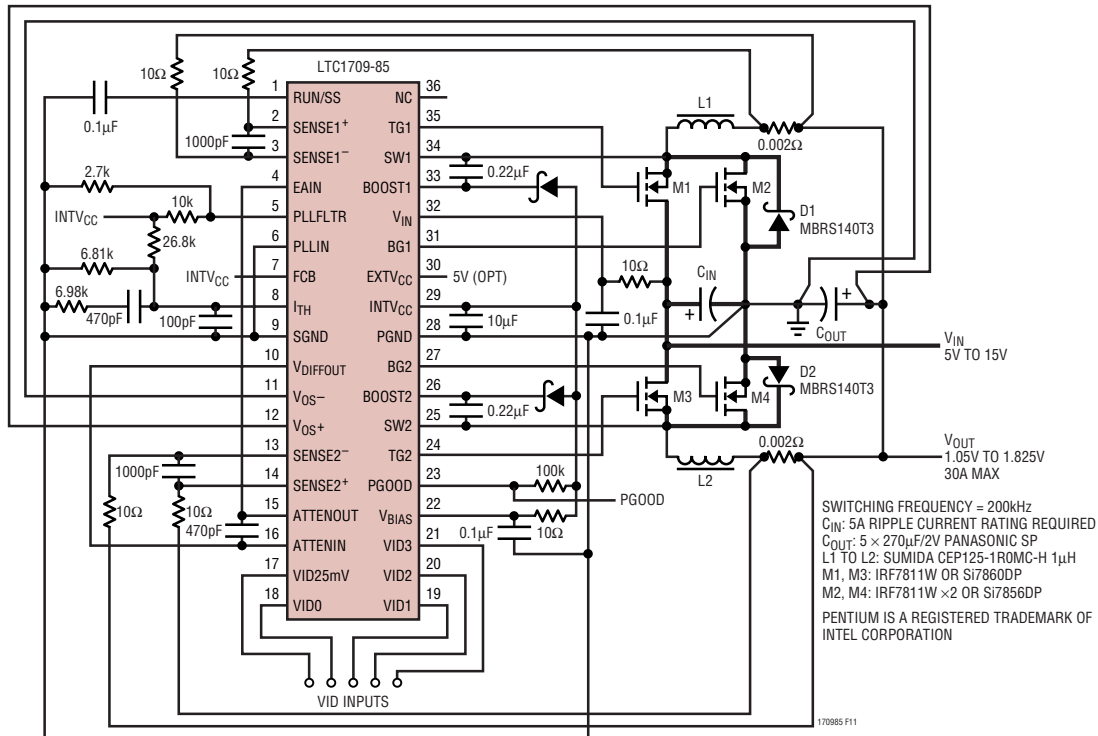 LTC1709-85
10Ω
10Ω
0.1µF
1000pF
2.7k
INTVCC
10k
26.8k
6.81k
INTVCC
6.98k
470pF
100pF
1000pF
10Ω
10Ω
470pF
1 RUN/SS
2 SENSE1+
3 SENSE1−
4 EAIN
5 PLLFLTR
6 PLLIN
7 FCB
8 ITH
9 SGND
10 VDIFFOUT
11 VOS−
12 VOS+
13 SENSE2−
14 SENSE2+
15 ATTENOUT
16 ATTENIN
17 VID25mV
18 VID0
NC 36
TG1 35
SW1 34
BOOST1 33
VIN 32
BG1 31
EXTVCC 30
INTVCC 29
PGND 28
BG2 27
BOOST2 26
SW2 25
TG2 24
PGOOD 23
VBIAS 22
VID3 21
VID2 20
VID1 19
0.22µF
5V (OPT)
10µF
10Ω
0.1µF
0.22µF
100k
PGOOD
10Ω
0.1µF
L1
0.002Ω
M1
M2
D1
MBRS140T3
CIN
+
COUT
+
VIN
5V TO 15V
M3
M4
D2
MBRS140T3
L2
0.002Ω
VOUT
1.05V TO 1.825V
30A MAX
VID INPUTS
SWITCHING FREQUENCY = 200kHz
CIN: 5A RIPPLE CURRENT RATING REQUIRED
COUT: 5 × 270µF/2V PANASONIC SP
L1 TO L2: SUMIDA CEP125-1R0MC-H 1µH
M1, M3: IRF7811W OR Si7860DP
M2, M4: IRF7811W ×2 OR Si7856DP
PENTIUM IS A REGISTERED TRADEMARK OF
INTEL CORPORATION
170985 F11